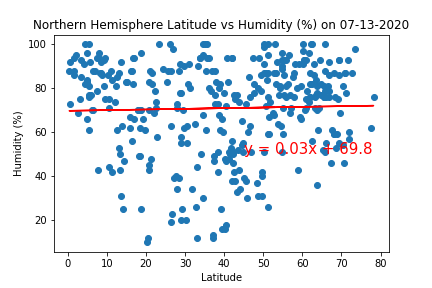 Northern Hemisphere Latitude vs Humidity (%) on 07-13-2020
100
80
60
40
20
Humidity (%)
y = 0.03x + 69.8
0 10 20 30 40 50 60 70 80
Latitude